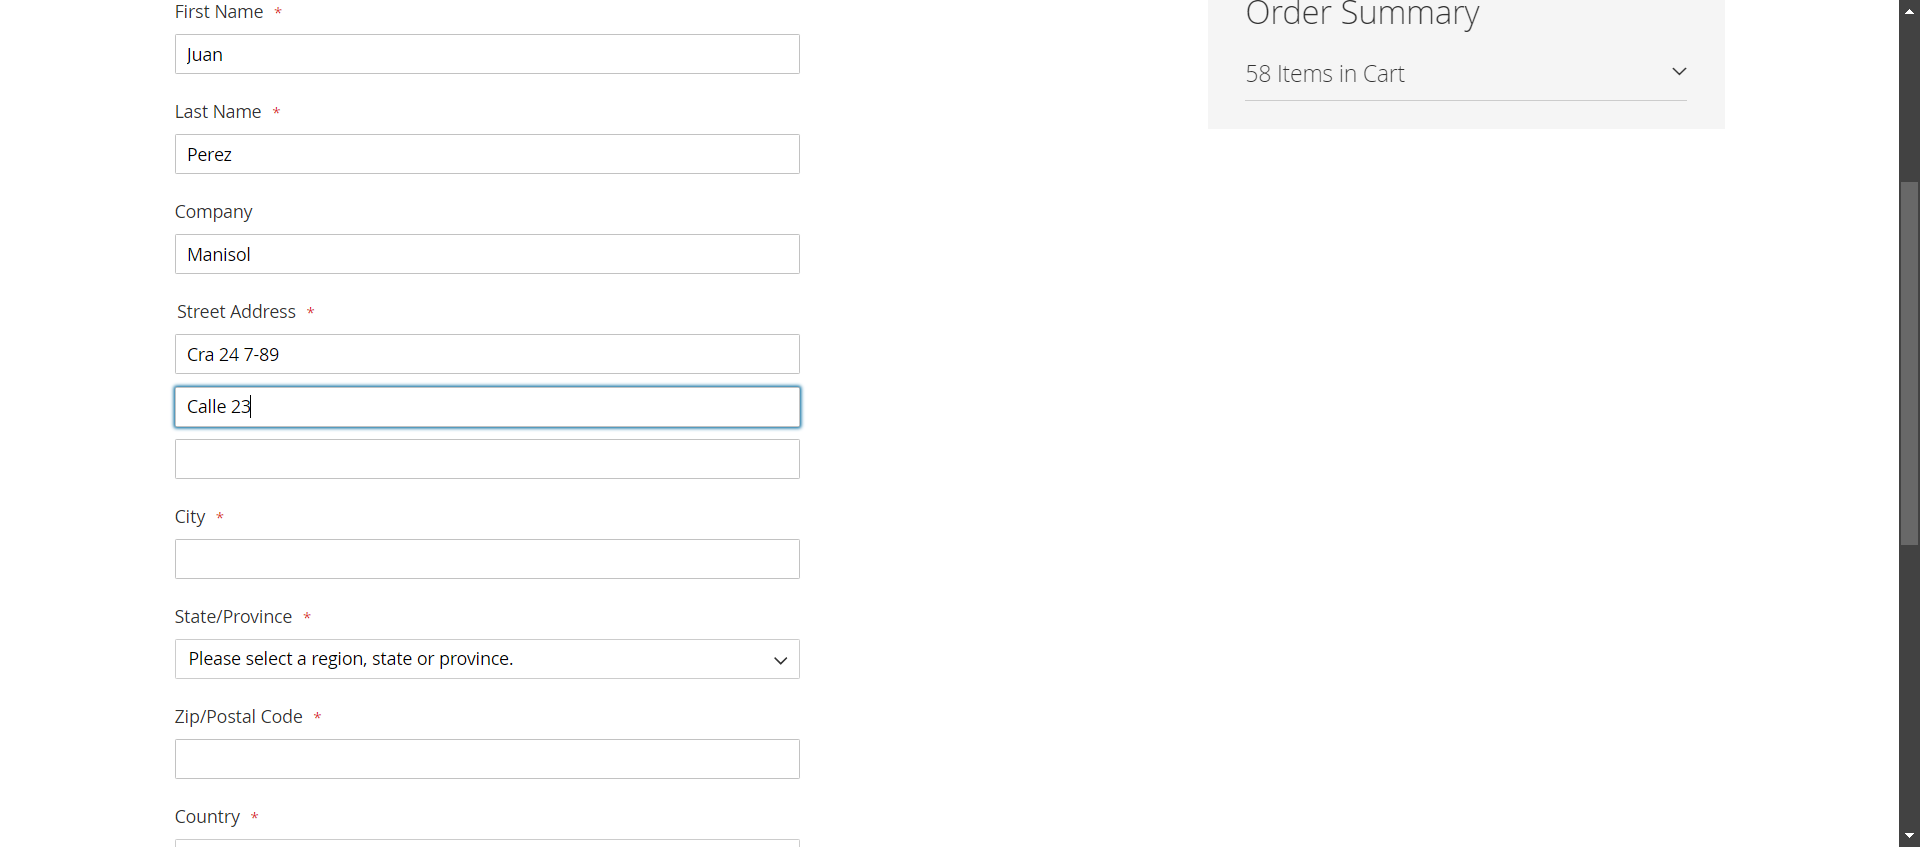 First Name *
Juan
Last Name *
Perez
Company
Manisol
Street Address *
Cra 24 7-89
Calle 23
City *
State/Province *
Please select a region, state or province.
Zip/Postal Code *
Country *
Order Summary
58 Items in Cart